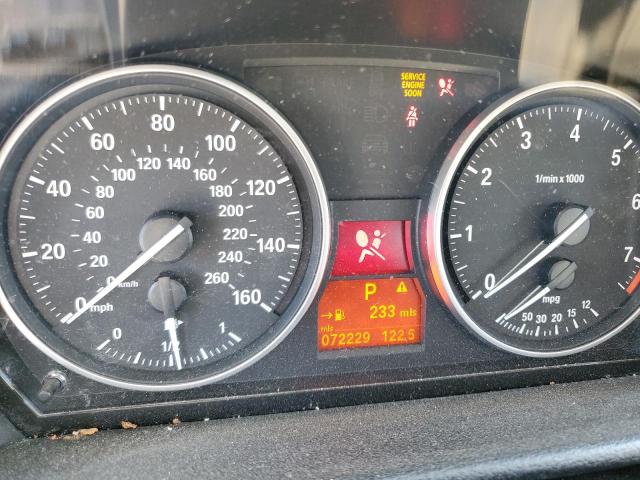 SERVICE
ENGINE
SOON
0 20 40 60 80 100 120 140 160
mph
0 20 40 60 80 100 120 140 160 180 200 220 240 260
km/h
0 1/2 1
P
233 mls
mls
072229 122.5
0 1 2 3 4 5 6 7
1/min x 1000
mpg
50 30 20 15 12